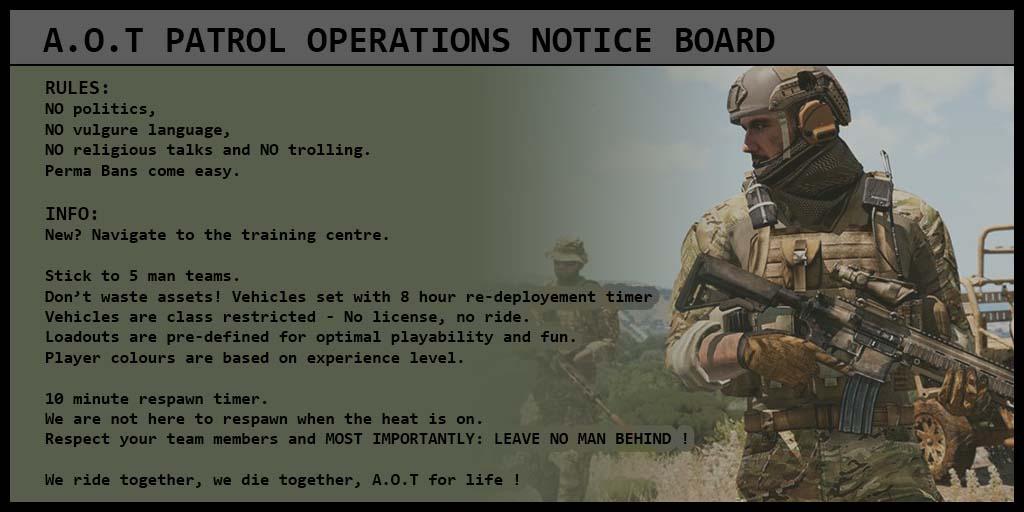 A.O.T PATROL OPERATIONS NOTICE BOARD
RULES:
NO politics,
NO vulgure language,
NO religious talks and NO trolling.
Perma Bans come easy.
INFO:
New? Navigate to the training centre.
Stick to 5 man teams.
Don’t waste assets! Vehicles set with 8 hour re-deployement timer
Vehicles are class restricted - No license, no ride.
Loadouts are pre-defined for optimal playability and fun.
Player colours are based on experience level.
10 minute respawn timer.
We are not here to respawn when the heat is on.
Respect your team members and MOST IMPORTANTLY: LEAVE NO MAN BEHIND !
We ride together, we die together, A.O.T for life !